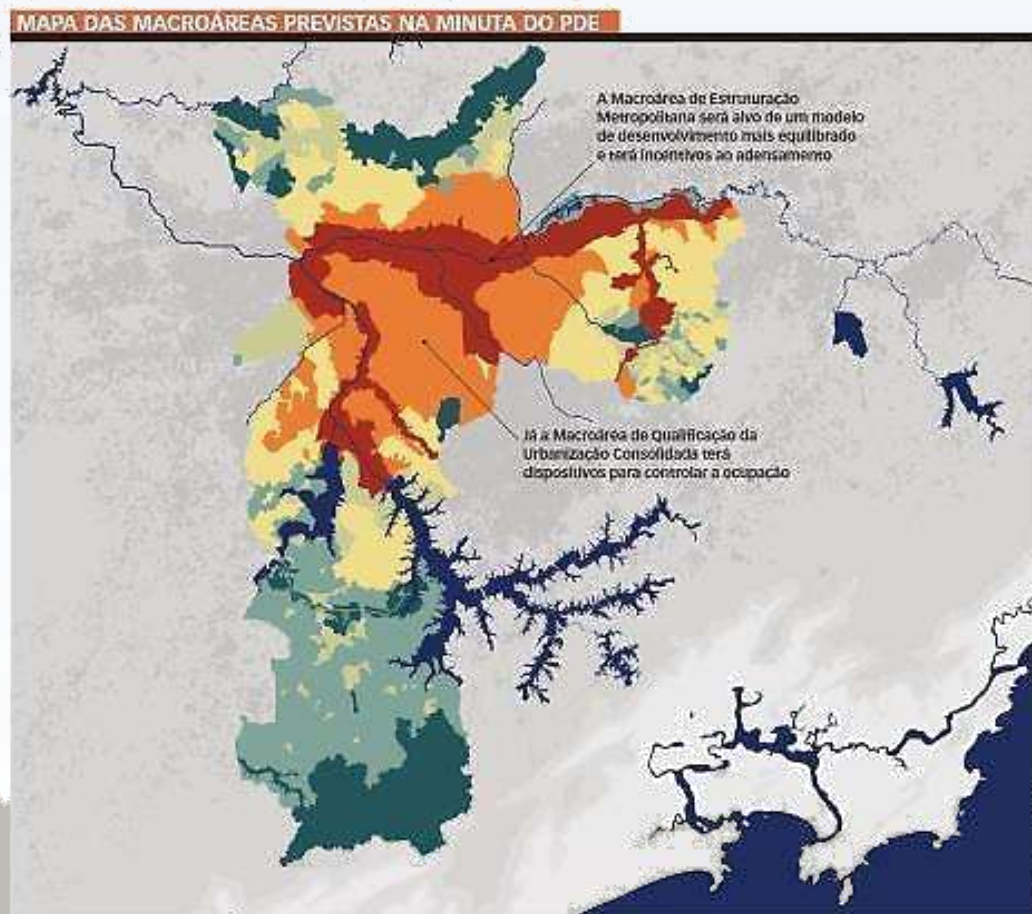 MAPA DAS MACROÁREAS PREVISTAS NA MINUTA DO PDE
A Macroárea de Estruturação
Metropolitana será alvo de um modelo
de desenvolvimento mais equilibrado
e terá incentivos ao adensamento
Já a Macroárea de Qualificação da
Urbanização Consolidada terá
dispositivos para controlar a ocupação